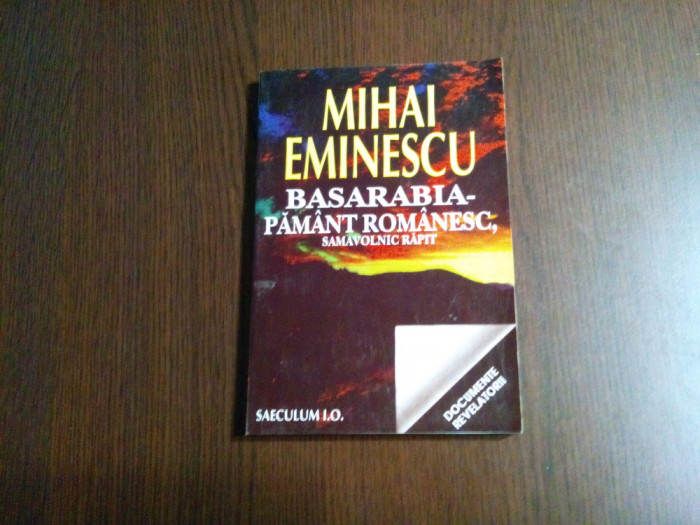 MIHAI
EMINESCU
BASARABIA-
PĂMÂNT ROMÂNESC,
SAMAVOLNIC RĂPIT
DOCUMENTE
REVELATORII
SAECULUM I.O.